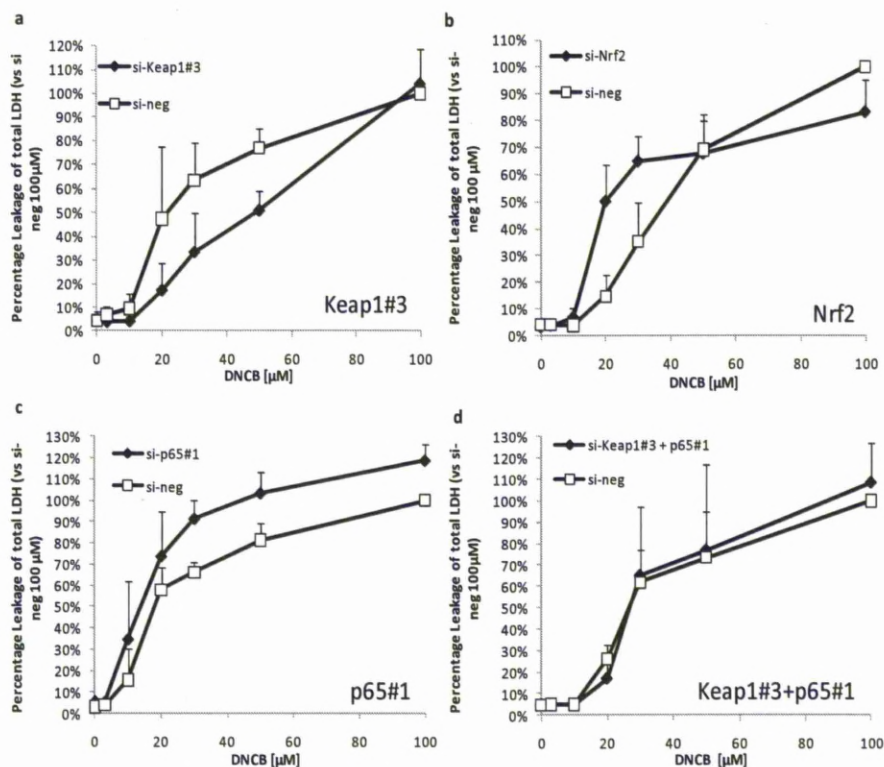 a
Percentage Leakage of total LDH (vs si-
neg 100µM)
120%
110%
100%
90%
80%
70%
60%
50%
40%
30%
20%
10%
0%
si-Keap1#3
si-neg
Keap1#3
0
20
40
60
80
100
DNCB [µM]
b
Percentage Leakage of total LDH (vs si-
neg 100 µM)
110%
100%
90%
80%
70%
60%
50%
40%
30%
20%
10%
0%
si-Nrf2
si-neg
Nrf2
0
20
40
60
80
100
DNCB [µM]
c
Percentage Leakage of total LDH (vs si-
neg 100 µM)
130%
120%
110%
100%
90%
80%
70%
60%
50%
40%
30%
20%
10%
0%
si-p65#1
si-neg
p65#1
0
20
40
60
80
100
DNCB [µM]
d
Percentage Leakage of total LDH (vs si-
neg 100 µM)
130%
120%
110%
100%
90%
80%
70%
60%
50%
40%
30%
20%
10%
0%
si-Keap1#3 + p65#1
si-neg
Keap1#3+p65#1
0
20
40
60
80
100
DNCB [µM]